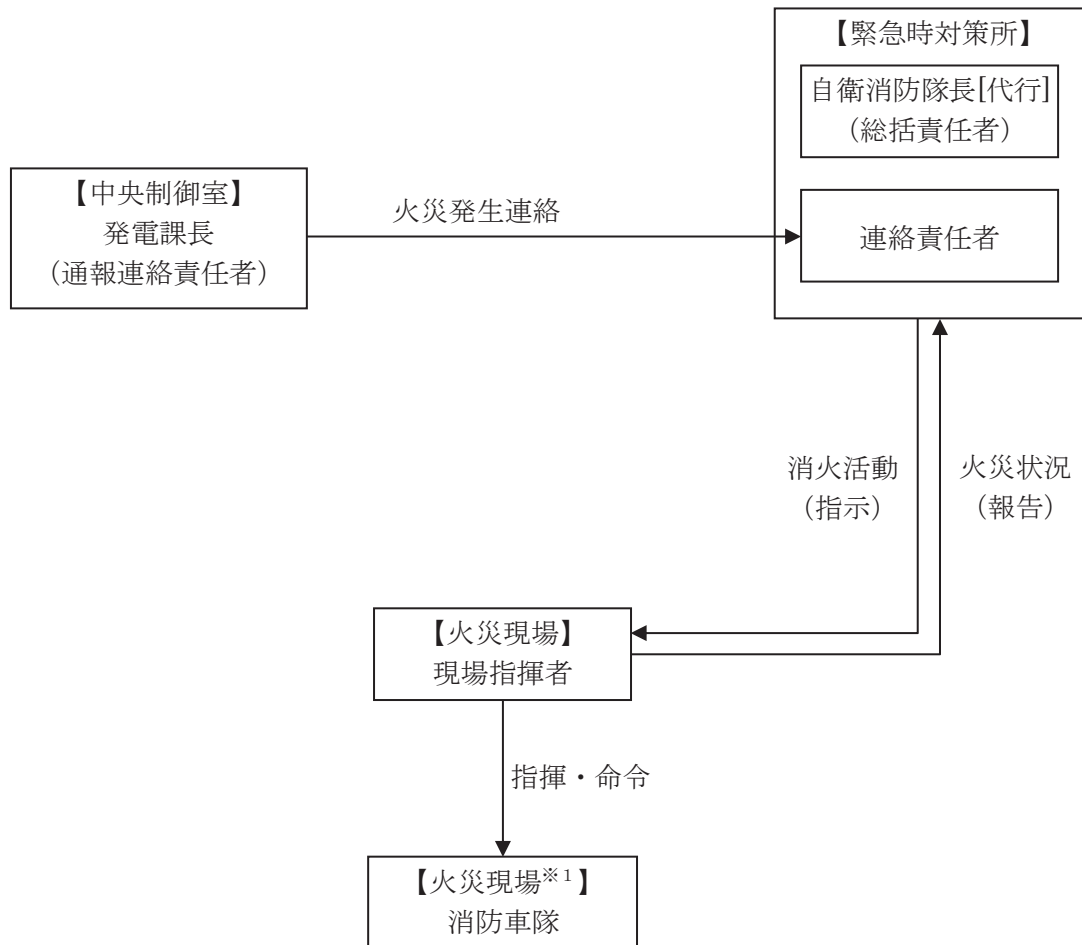 【緊急時対策所】
自衛消防隊長[代行]
（総括責任者）
【中央制御室】
発電課長
（通報連絡責任者）
火災発生連絡
連絡責任者
消火活動
（指示）
火災状況
（報告）
【火災現場】
現場指揮者
指揮・命令
【火災現場※１】
消防車隊